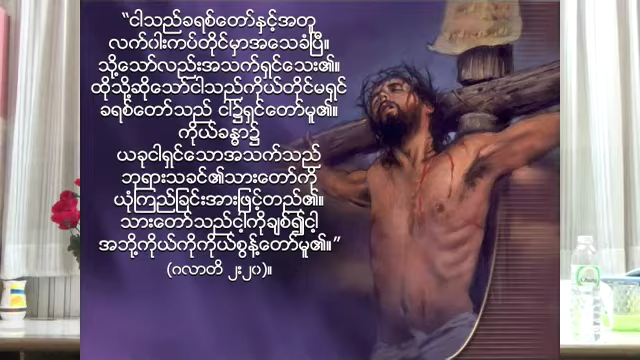 “ငါသည်ခရစ်တော်နှင့်အတူ
လက်ဝါးကပ်တိုင်မှာအသေခံပြီ။
သို့သော်လည်းအသက်ရှင်သေး၏။
ထိုသို့ဆိုသော်ငါသည်ကိုယ်တိုင်မရှင်
ခရစ်တော်သည် ငါ၌ရှင်တော်မူ၏။
ကိုယ်ခန္ဓာ၌
ယခုငါရှင်သောအသက်သည်
ဘုရားသခင်၏သားတော်ကို
ယုံကြည်ခြင်းအားဖြင့်တည်၏။
သားတော်သည်ငါ့ကိုချစ်၍ငါ့
အဘို့ကိုယ်ကိုကိုယ်စွန့်တော်မူ၏။”
(ဂလာတိ ၂း၂၀)။